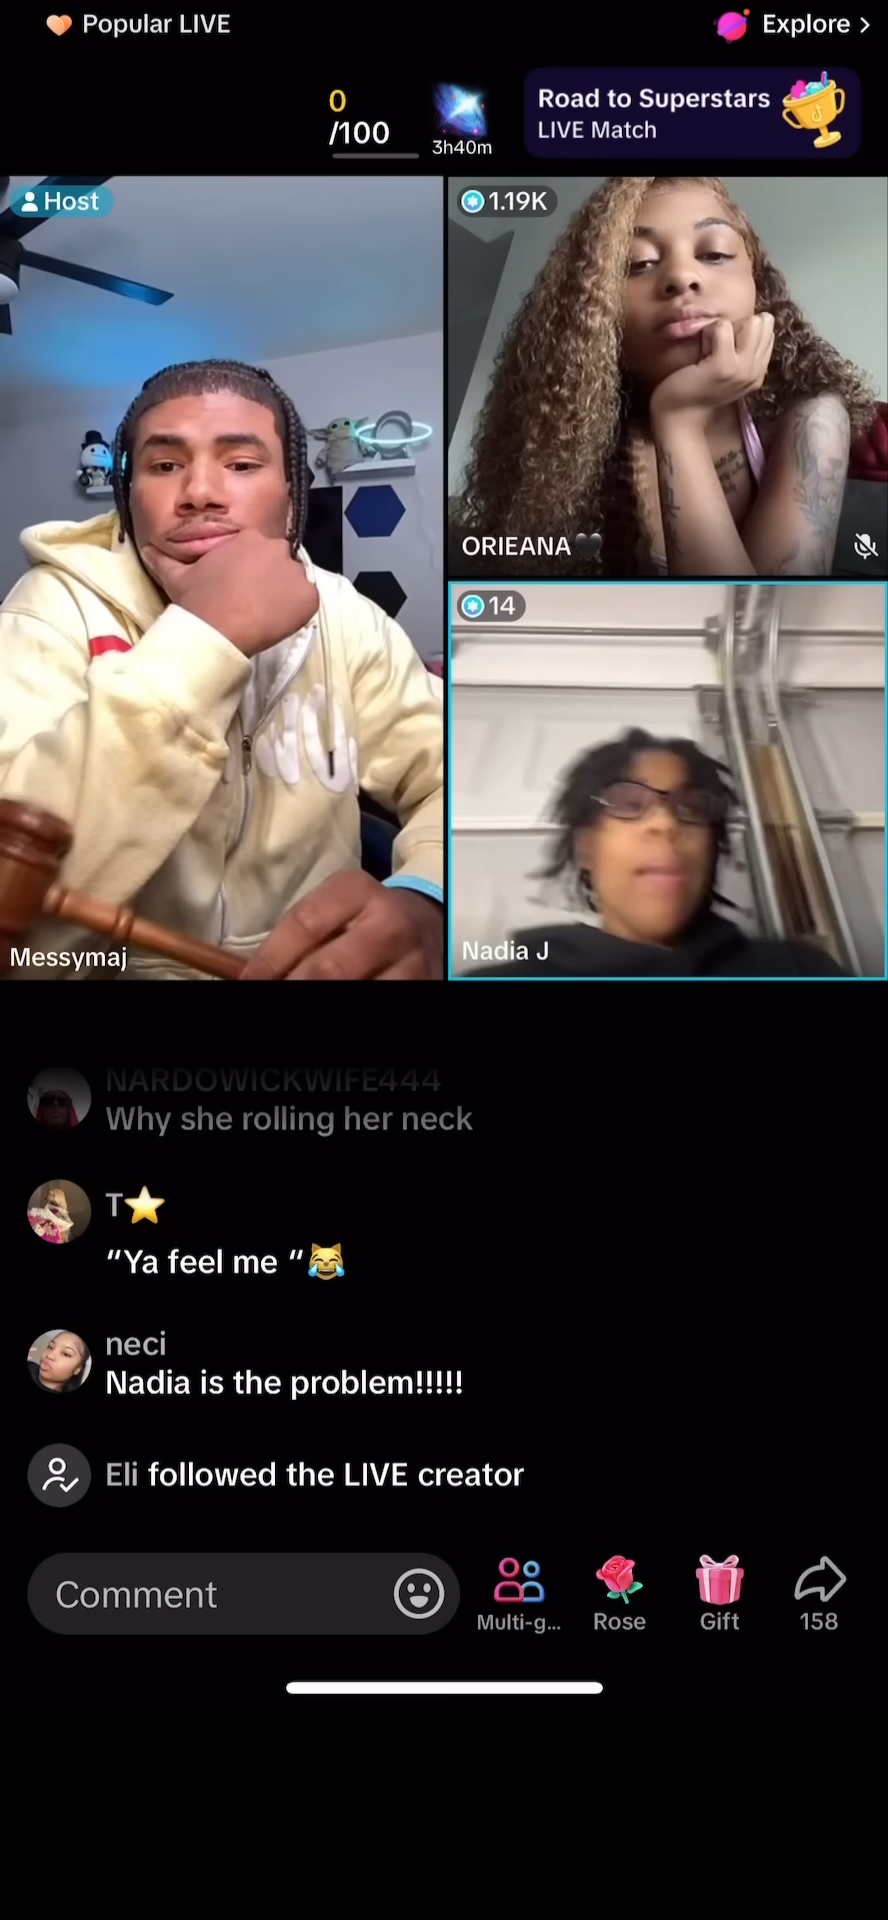 Popular LIVE
Explore >
0
/100
3h40m
Road to Superstars
LIVE Match
Host
1.19K
ORIEANA🖤
14
Messymaj
Nadia J
NARDOWICKWIFE444
Why she rolling her neck
T⭐
“Ya feel me “😹
neci
Nadia is the problem!!!!!
Eli followed the LIVE creator
Comment
Multi-g...
Rose
Gift
158